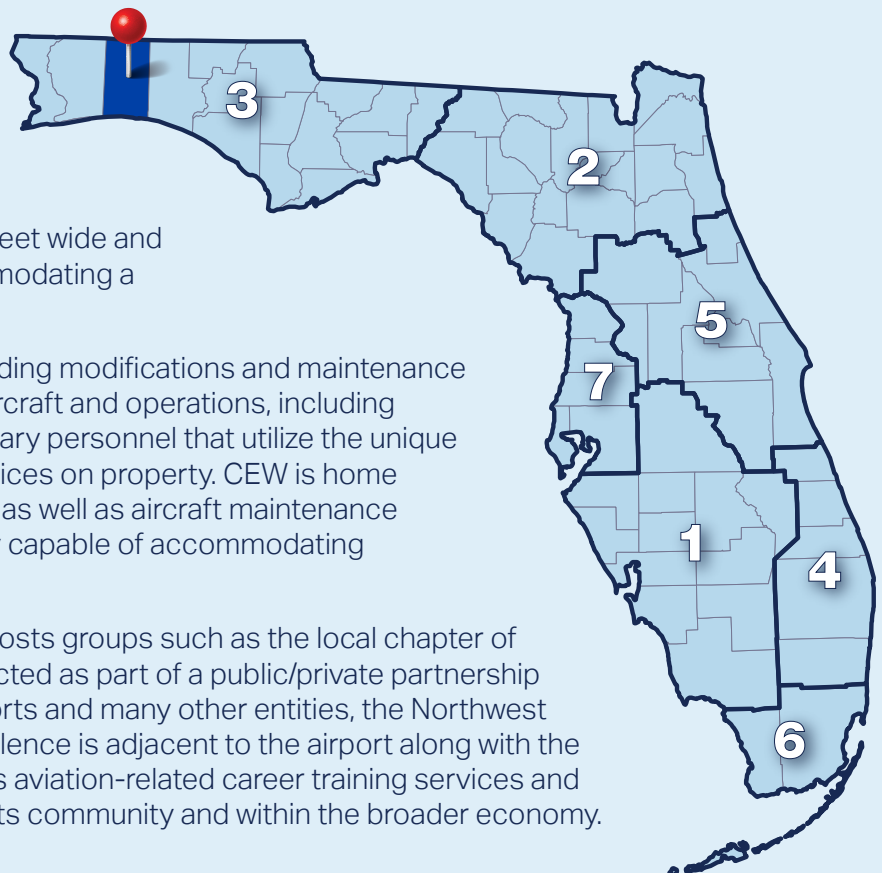 3
2
eet wide and
modating a
5
ding modifications and maintenance
7
rcraft and operations, including
ary personnel that utilize the unique
ices on property. CEW is home
as well as aircraft maintenance
capable of accommodating
1
4
osts groups such as the local chapter of
cted as part of a public/private partnership
orts and many other entities, the Northwest
6
lence is adjacent to the airport along with the
s aviation-related career training services and
ts community and within the broader economy.